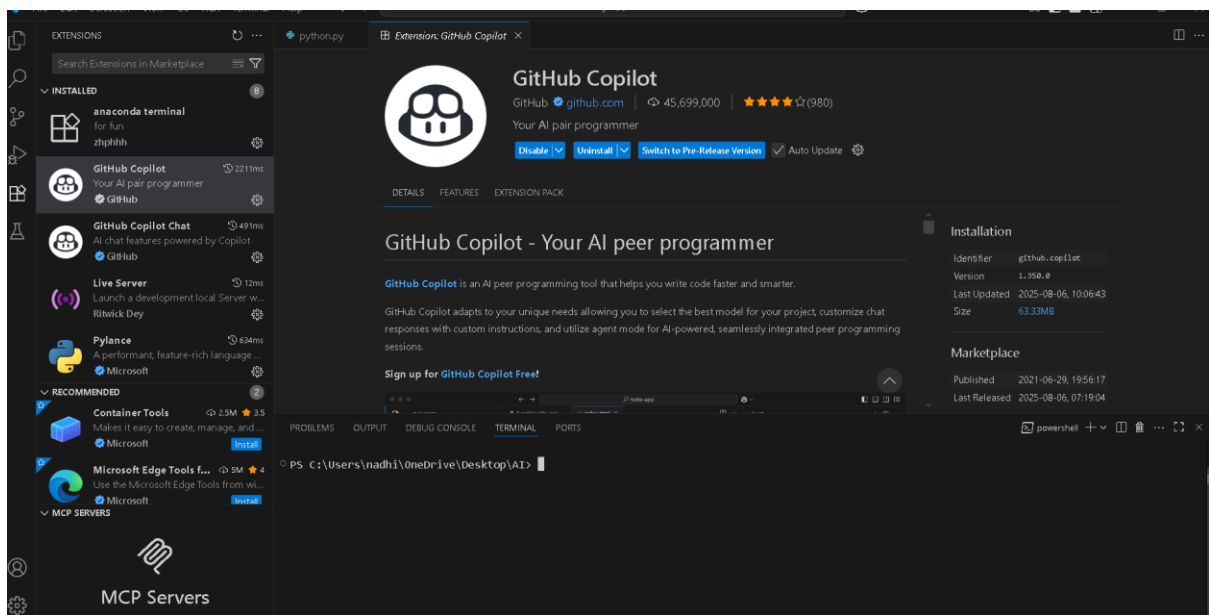 EXTENSIONS
Search Extensions in Marketplace
INSTALLED 8
anaconda terminal
for fun
zhphhh
GitHub Copilot 2211ms
Your AI pair programmer
GitHub
GitHub Copilot Chat 491ms
AI chat features powered by Copilot
GitHub
Live Server 12ms
Launch a development local Server w...
Ritwick Dey
Pylance 634ms
A performant, feature-rich language ...
Microsoft
RECOMMENDED 2
Container Tools 2.5M 3.5
Makes it easy to create, manage, and ...
Microsoft Install
Microsoft Edge Tools f... 5M 4
Use the Microsoft Edge Tools from wi...
Microsoft Install
MCP SERVERS
MCP Servers
python.py Extension: GitHub Copilot
GitHub Copilot
GitHub github.com 45,699,000 (980)
Your AI pair programmer
Disable Uninstall Switch to Pre-Release Version Auto Update
DETAILS FEATURES EXTENSION PACK
GitHub Copilot - Your AI peer programmer
GitHub Copilot is an AI peer programming tool that helps you write code faster and smarter.
GitHub Copilot adapts to your unique needs allowing you to select the best model for your project, customize chat
responses with custom instructions, and utilize agent mode for AI-powered, seamlessly integrated peer programming
sessions.
Sign up for GitHub Copilot Free!
todo-app
Installation
Identifier github.copilot
Version 1.350.0
Last Updated 2025-08-06, 10:06:43
Size 63.33MB
Marketplace
Published 2021-06-29, 19:56:17
Last Released 2025-08-06, 07:19:04
PROBLEMS OUTPUT DEBUG CONSOLE TERMINAL PORTS
powershell
PS C:\Users\nadhi\OneDrive\Desktop\AI>